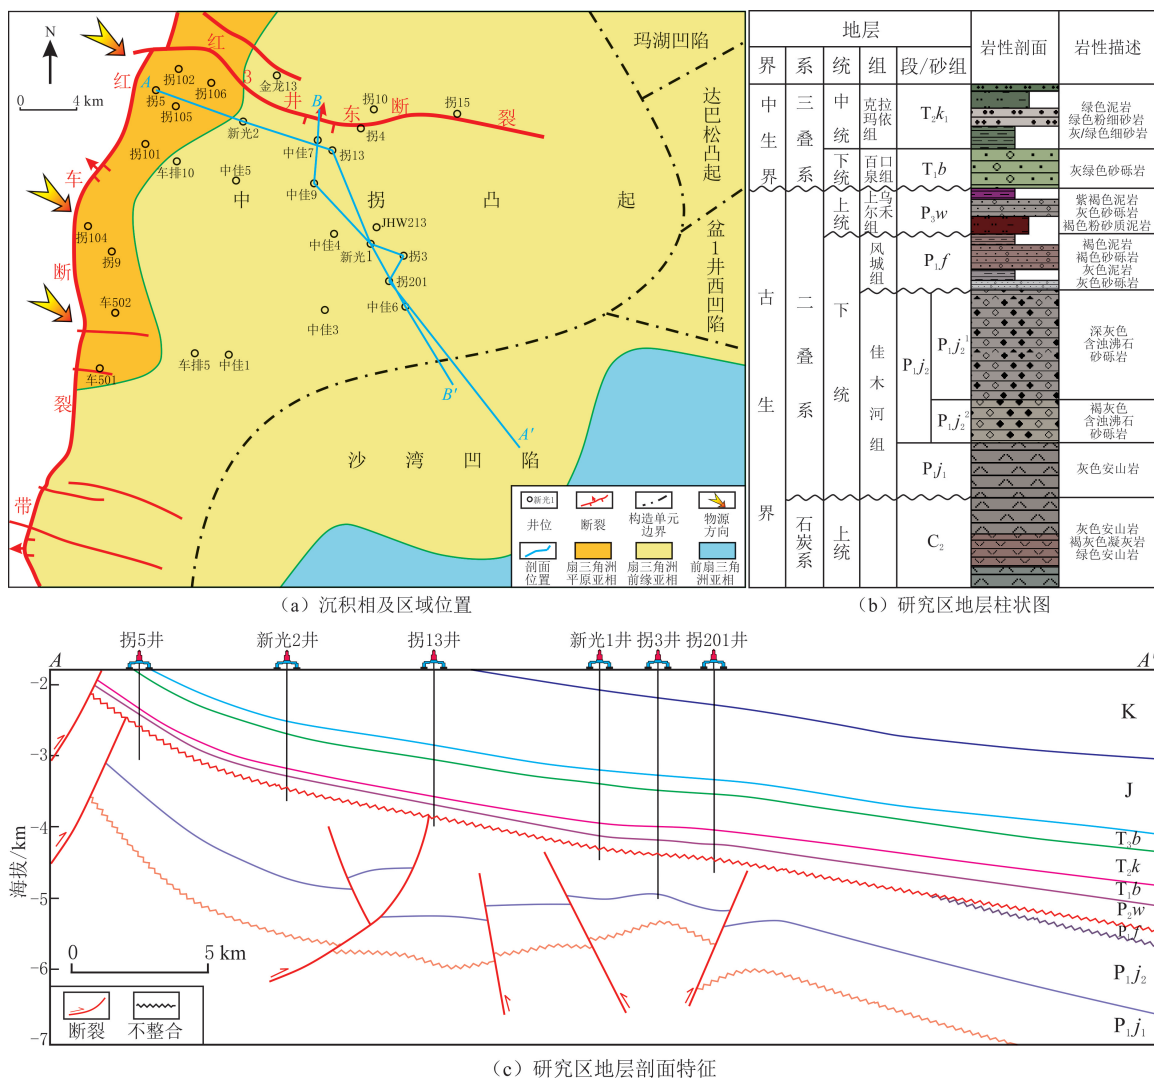 N
0 4 km
玛湖凹陷
达巴松凸起
盆1井西凹陷
中拐凸起
沙湾凹陷
红车断裂带
红3井东断裂
A
B
B'
A'
拐102
拐5
拐106
拐105
金龙13
拐10
拐15
拐4
新光2
中佳7
拐13
拐101
车排10
中佳5
中佳9
JHW213
中佳4
新光1
拐3
拐104
拐9
拐201
中佳6
中佳3
车502
车排5
中佳1
车501
新光1
井位
断裂
构造单元
边界
物源
方向
剖面
位置
扇三角洲
平原亚相
扇三角洲
前缘亚相
前扇三角
洲亚相
(a) 沉积相及区域位置
地层
岩性剖面
岩性描述
界 系 统 组 段/砂组
中生界
三叠系
中统
克拉玛依组
T₂k₁
绿色泥岩
绿色粉细砂岩
灰/绿色细砂岩
下统
百口泉组
T₁b
灰绿色砂砾岩
古生界
二叠系
上统
上乌尔禾组
P₃w
紫褐色泥岩
灰色砂砾岩
褐色粉砂质泥岩
下统
风城组
P₁f
褐色泥岩
褐色砂砾岩
灰色泥岩
灰色砂砾岩
佳木河组
P₁j₂
P₁j₂¹
深灰色
含浊沸石
砂砾岩
P₁j₂²
褐灰色
含浊沸石
砂砾岩
P₁j₁
灰色安山岩
石炭系
上统
C₂
灰色安山岩
褐灰色凝灰岩
绿色安山岩
(b) 研究区地层柱状图
A
拐5井
新光2井
拐13井
新光1井
拐3井
拐201井
A'
海拔/km
-2
-3
-4
-5
-6
-7
K
J
T₃b
T₂k
T₁b
P₂w
P₁f
P₁j₂
P₁j₁
0 5 km
断裂
不整合
(c) 研究区地层剖面特征